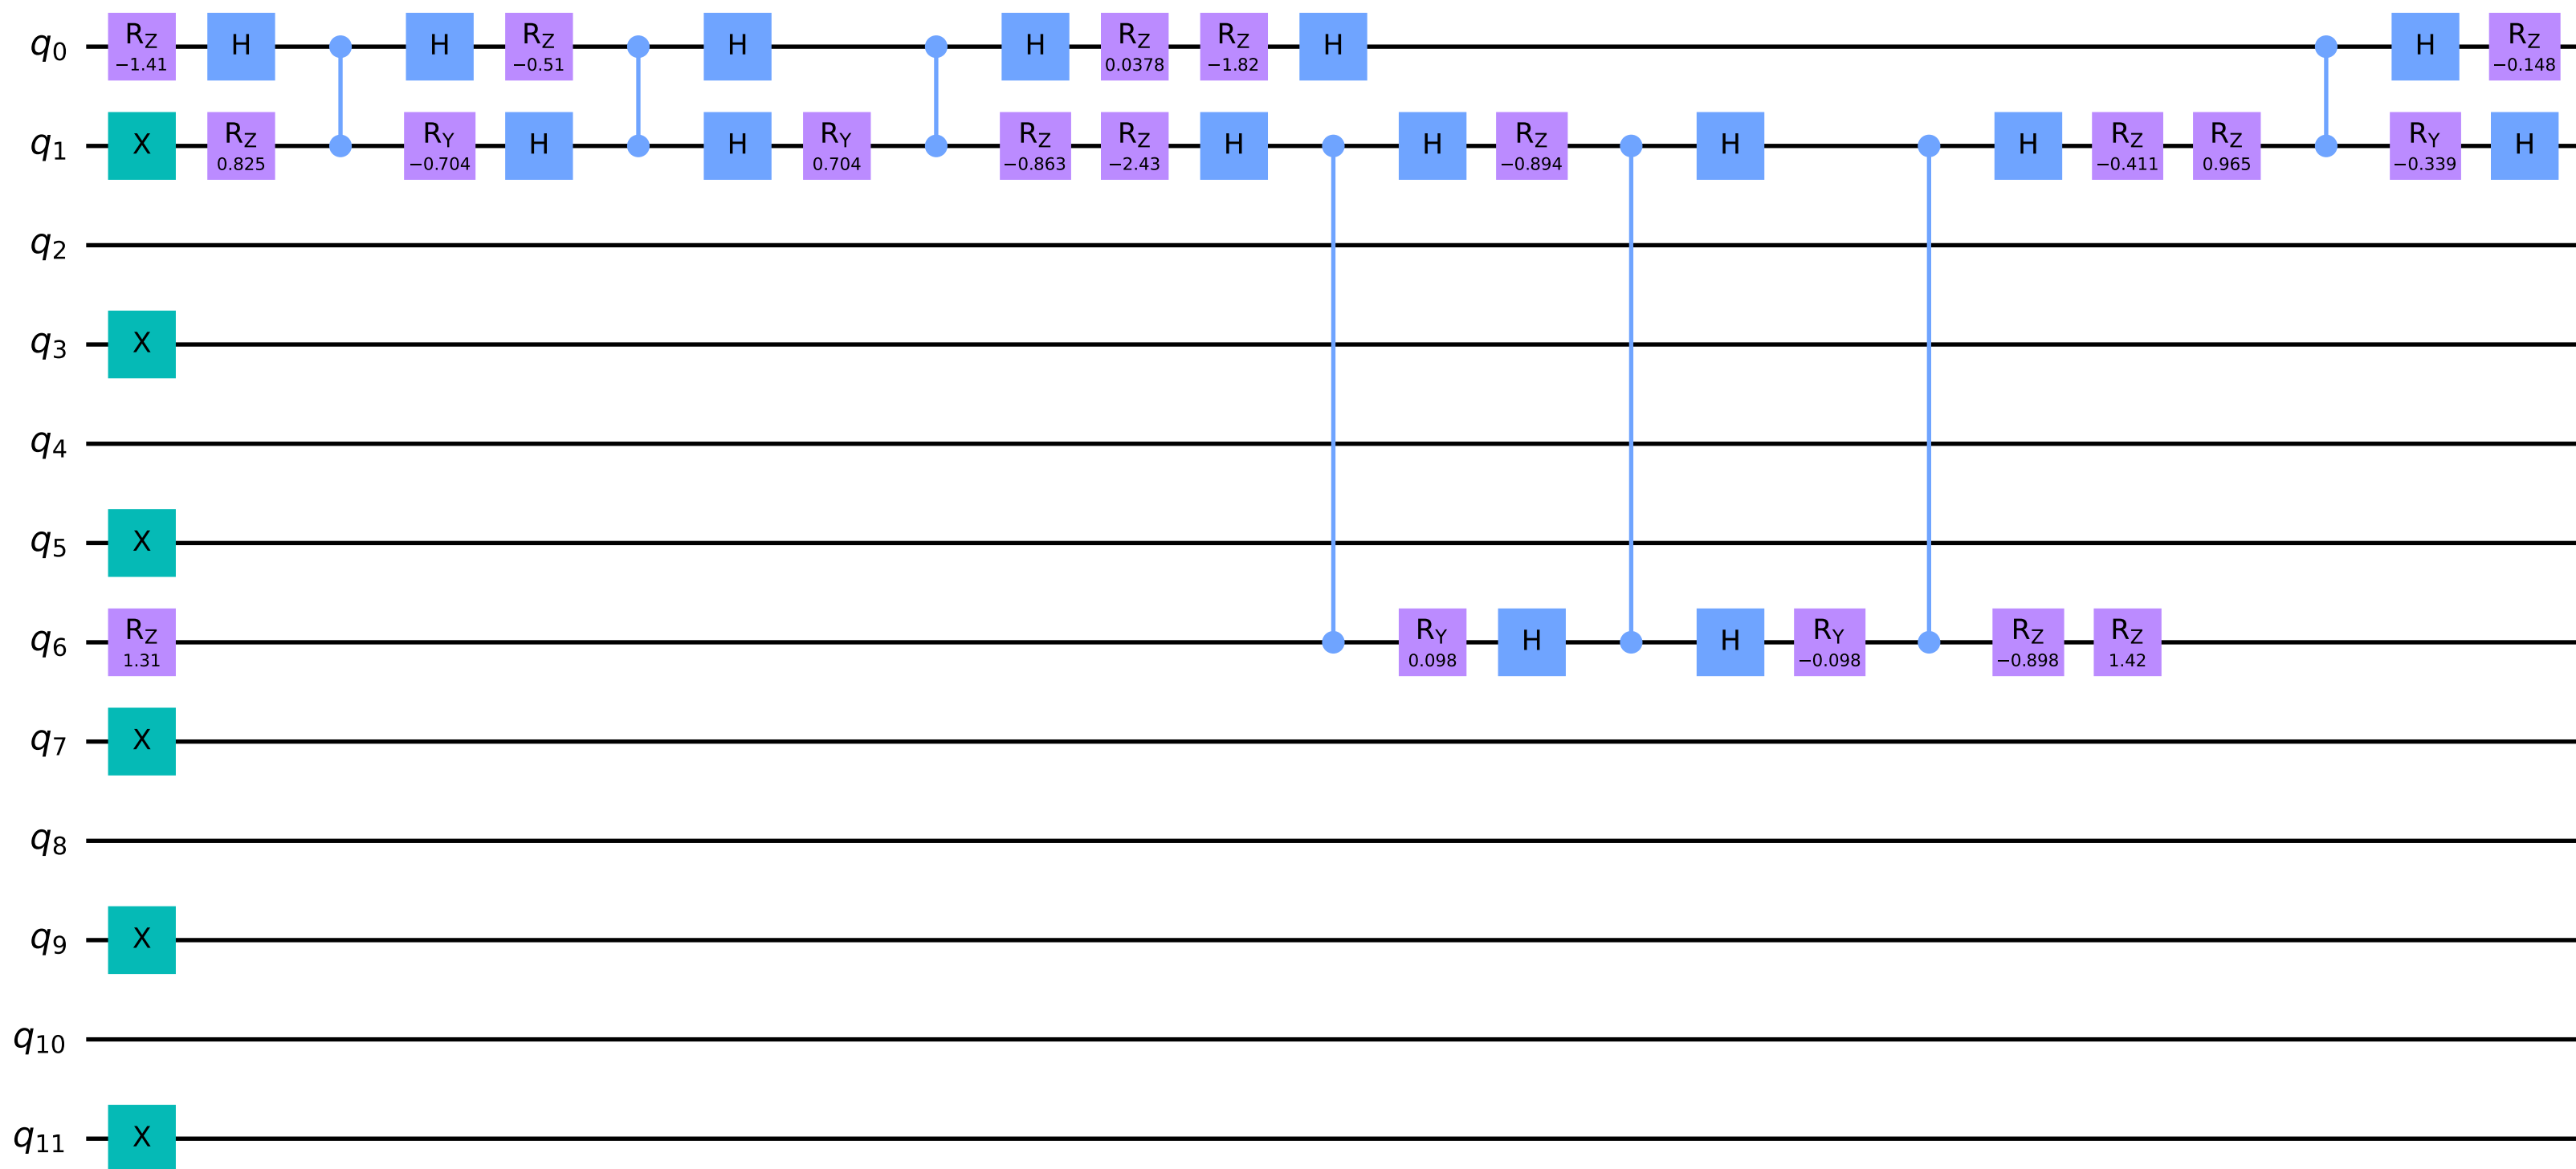 q0 RZ −1.41 H H RZ −0.51 H H RZ 0.0378 RZ −1.82 H H RZ −0.148
q1 X RZ 0.825 RY −0.704 H H RY 0.704 RZ −0.863 RZ −2.43 H H RZ −0.894 H H RZ −0.411 RZ 0.965 RY −0.339 H
q2
q3 X
q4
q5 X
q6 RZ 1.31 RY 0.098 H H RY −0.098 RZ −0.898 RZ 1.42
q7 X
q8
q9 X
q10
q11 X